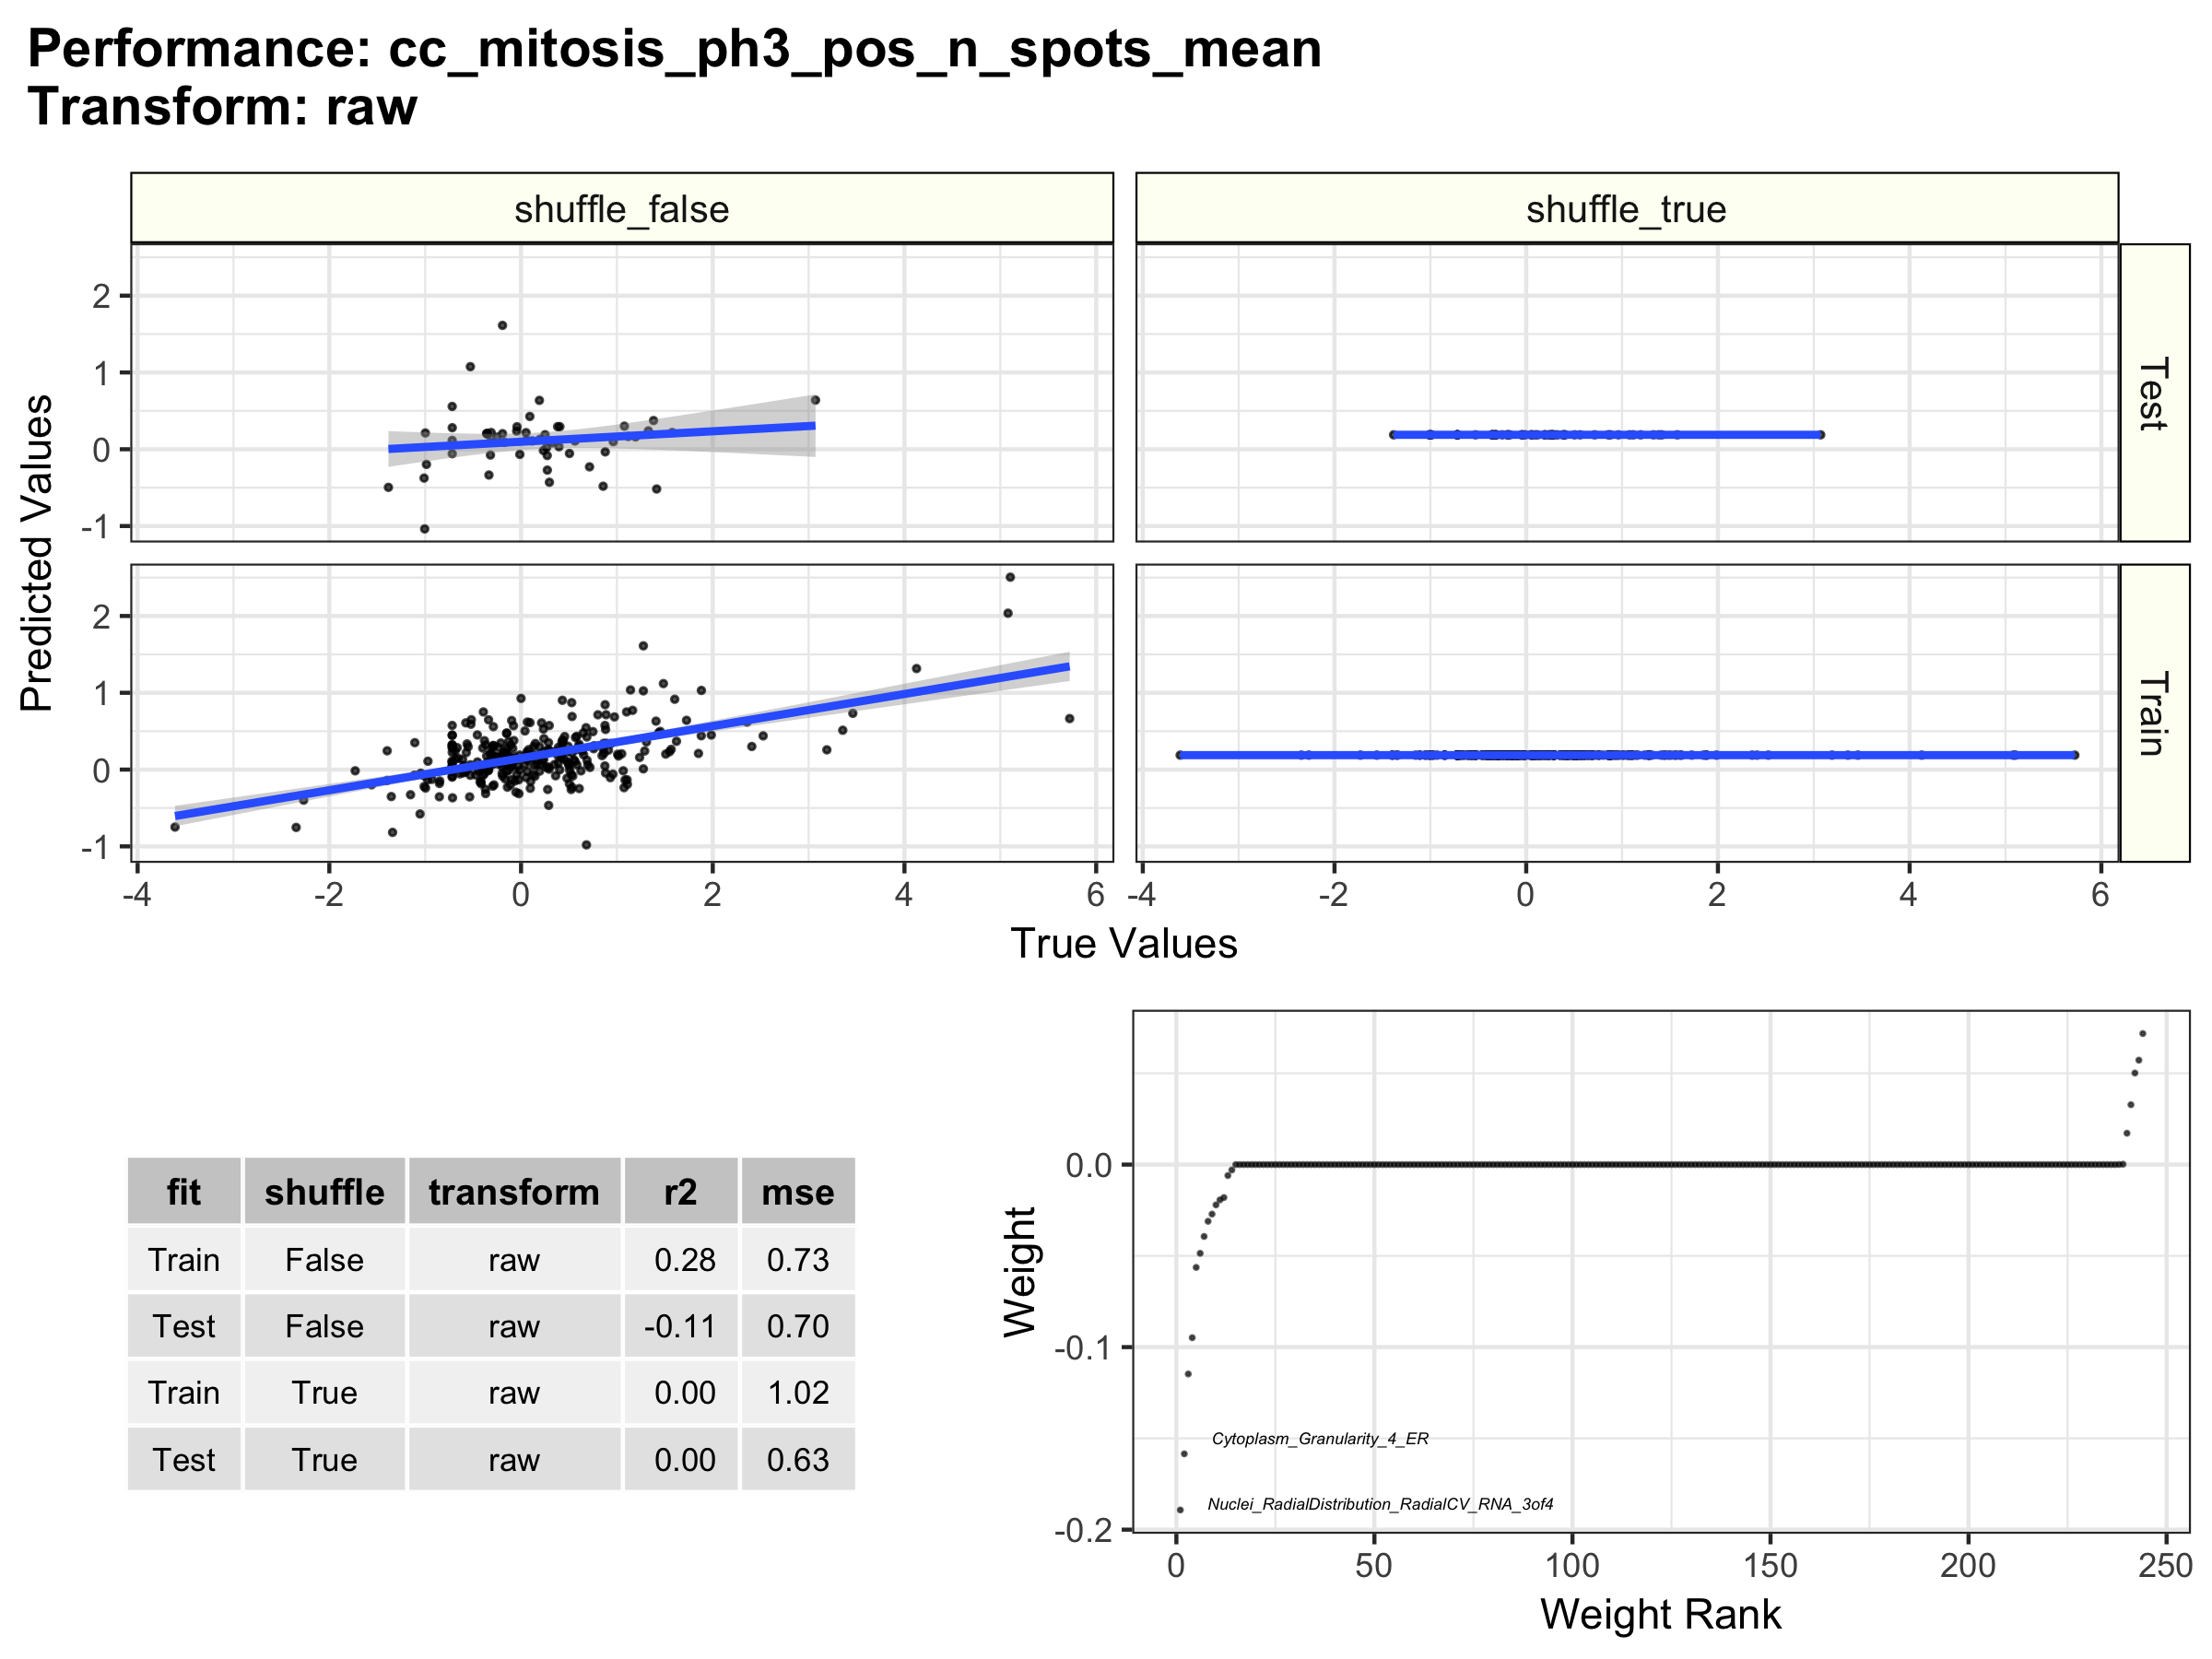 Performance: cc_mitosis_ph3_pos_n_spots_mean
Transform: raw
shuffle_false
shuffle_true
Predicted Values
2
1
0
-1
Test
2
1
0
-1
Train
-4
-2
0
2
4
6
-4
-2
0
2
4
6
True Values
fit shuffle transform r2 mse
Train False raw 0.28 0.73
Test False raw -0.11 0.70
Train True raw 0.00 1.02
Test True raw 0.00 0.63
Weight
0.0
-0.1
-0.2
Cytoplasm_Granularity_4_ER
Nuclei_RadialDistribution_RadialCV_RNA_3of4
0
50
100
150
200
250
Weight Rank